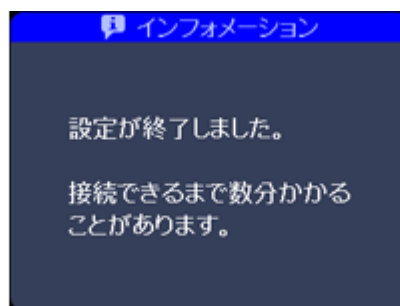 インフォメーション
設定が終了しました。
接続できるまで数分かかる
ことがあります。